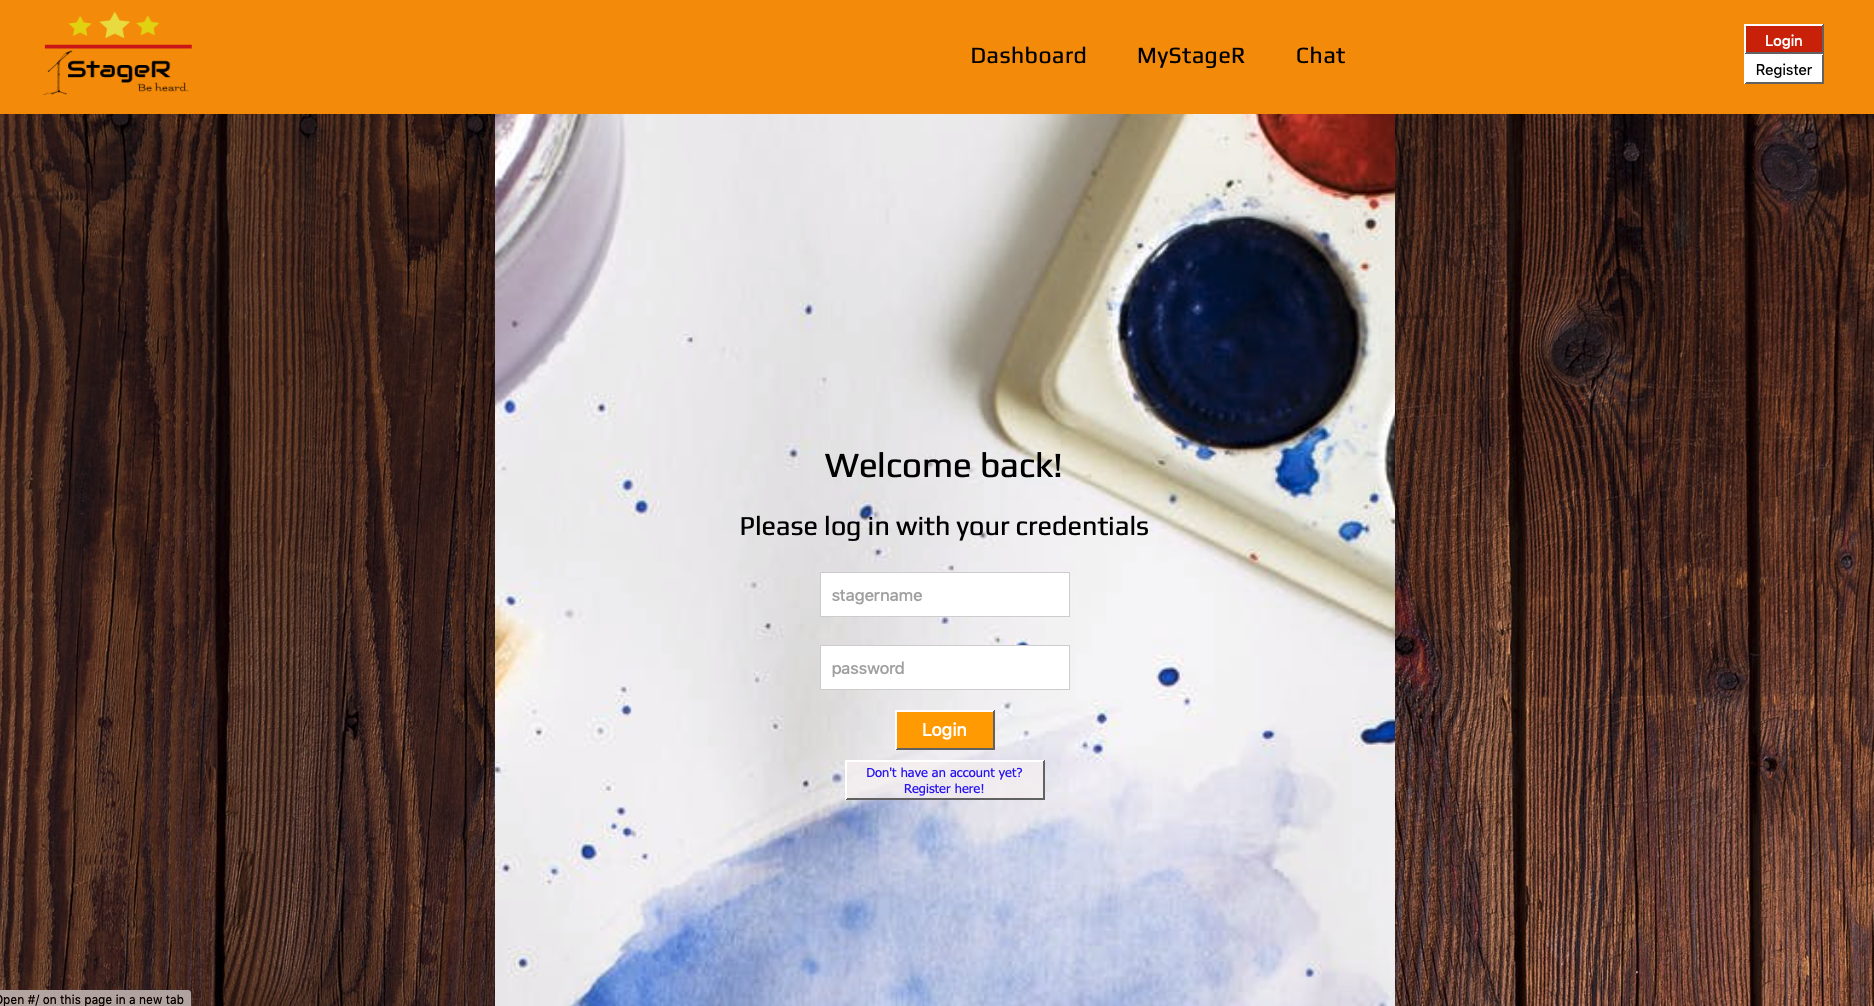 StageR
Be heard.
Dashboard MyStageR Chat
Login
Register
Welcome back!
Please log in with your credentials
stagername
password
Login
Don't have an account yet?
Register here!
Open #/ on this page in a new tab